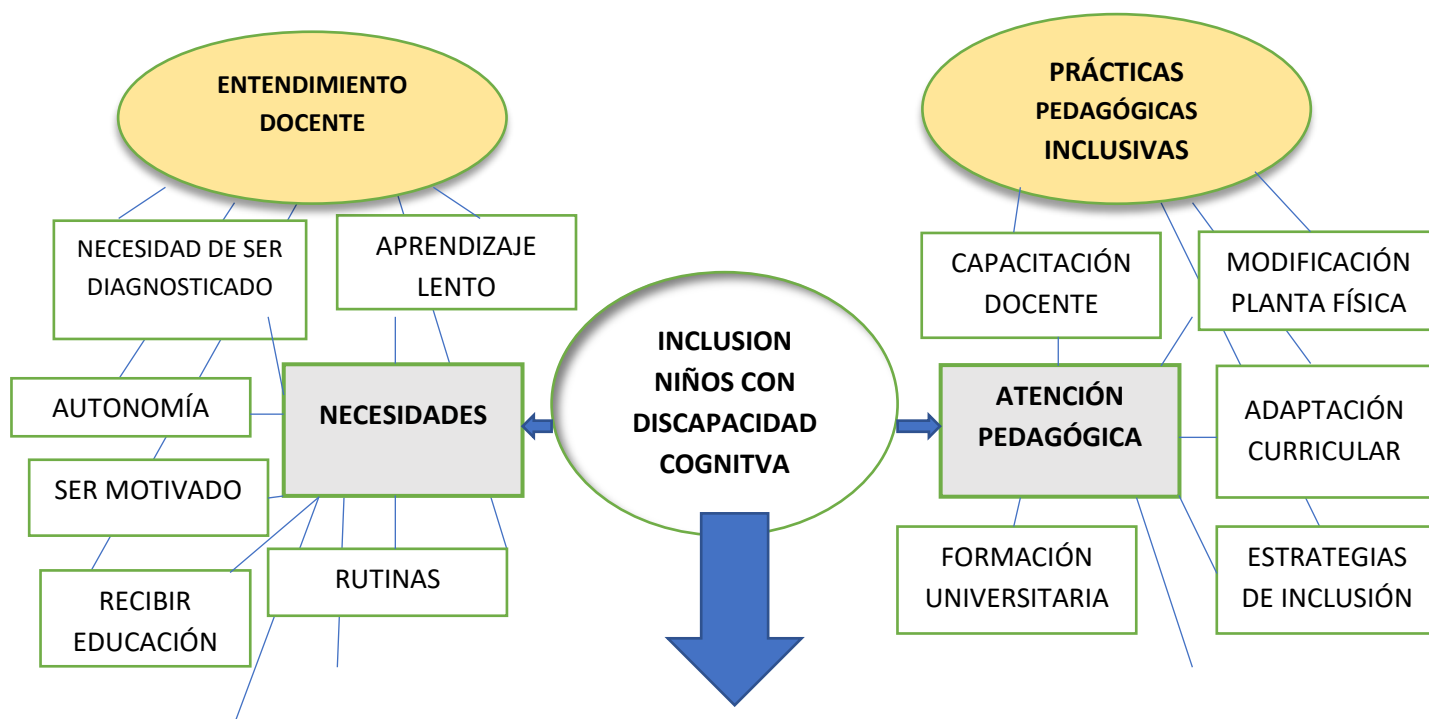 ENTENDIMIENTO
DOCENTE
PRÁCTICAS
PEDAGÓGICAS
INCLUSIVAS
NECESIDAD DE SER
DIAGNOSTICADO
APRENDIZAJE
LENTO
CAPACITACIÓN
DOCENTE
MODIFICACIÓN
PLANTA FÍSICA
INCLUSION
NIÑOS CON
DISCAPACIDAD
COGNITVA
AUTONOMÍA
NECESIDADES
ATENCIÓN
PEDAGÓGICA
ADAPTACIÓN
CURRICULAR
SER MOTIVADO
RECIBIR
EDUCACIÓN
RUTINAS
FORMACIÓN
UNIVERSITARIA
ESTRATEGIAS
DE INCLUSIÓN